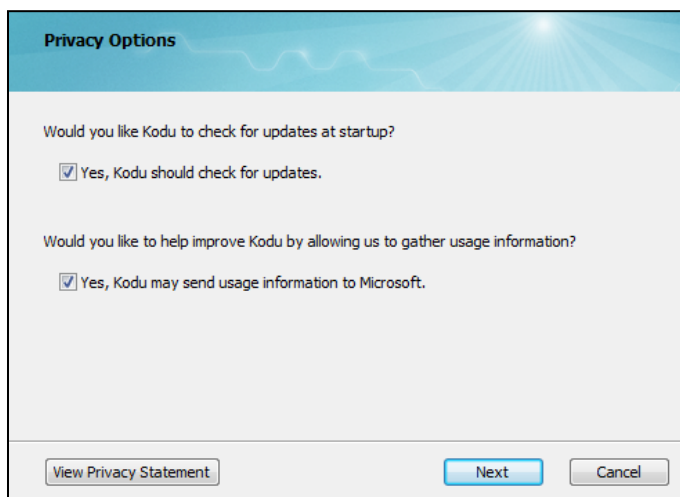 Privacy Options
Would you like Kodu to check for updates at startup?
Yes, Kodu should check for updates.
Would you like to help improve Kodu by allowing us to gather usage information?
Yes, Kodu may send usage information to Microsoft.
View Privacy Statement
Next
Cancel